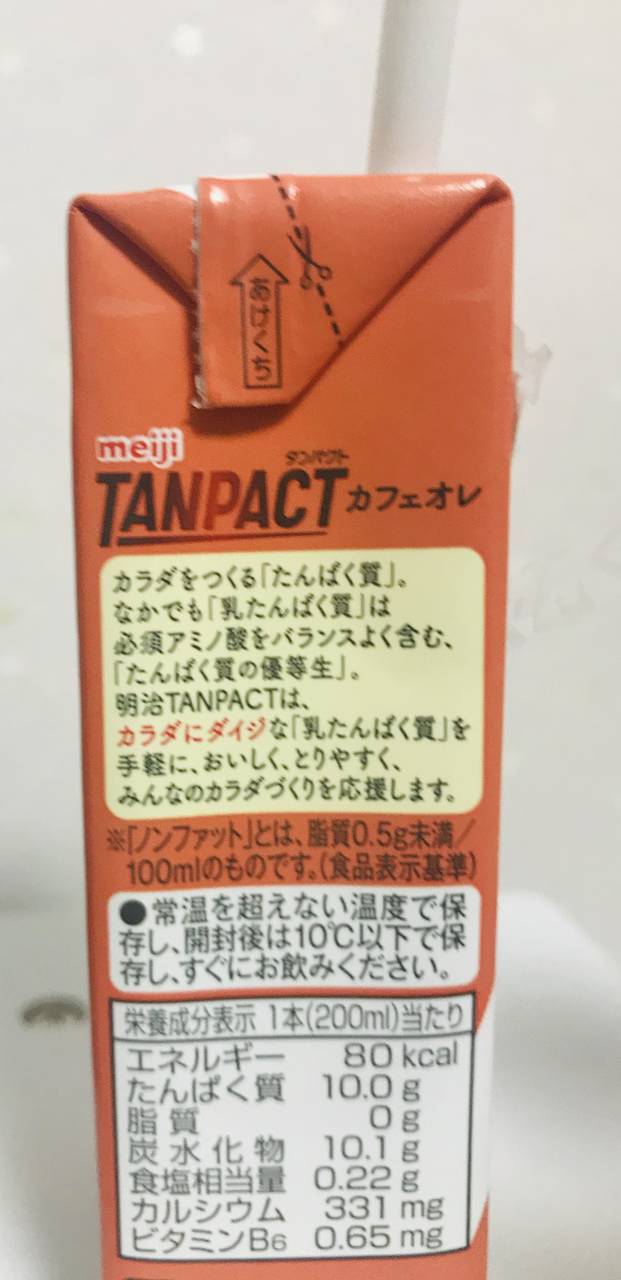 あけくち
meiji
タンパクト
TANPACT カフェオレ
カラダをつくる「たんぱく質」。
なかでも「乳たんぱく質」は
必須アミノ酸をバランスよく含む、
「たんぱく質の優等生」。
明治TANPACTは、
カラダにダイジな「乳たんぱく質」を
手軽に、おいしく、とりやすく、
みんなのカラダづくりを応援します。
※「ノンファット」とは、脂質0.5g未満/
100mlのものです。(食品表示基準)
●常温を超えない温度で保
存し、開封後は10℃以下で保
存し、すぐにお飲みください。
栄養成分表示 1本(200ml)当たり
エネルギー 80 kcal
たんぱく質 10.0 g
脂質 0 g
炭水化物 10.1 g
食塩相当量 0.22 g
カルシウム 331 mg
ビタミンB6 0.65 mg